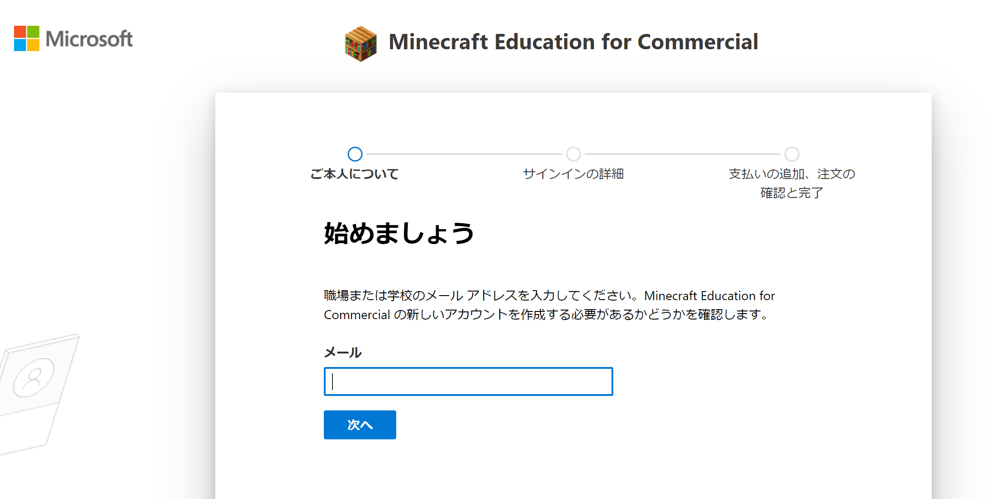 Microsoft
Minecraft Education for Commercial
ご本人について
サインインの詳細
支払いの追加、注文の
確認と完了
始めましょう
職場または学校のメール アドレスを入力してください。Minecraft Education for
Commercial の新しいアカウントを作成する必要があるかどうかを確認します。
メール
次へ